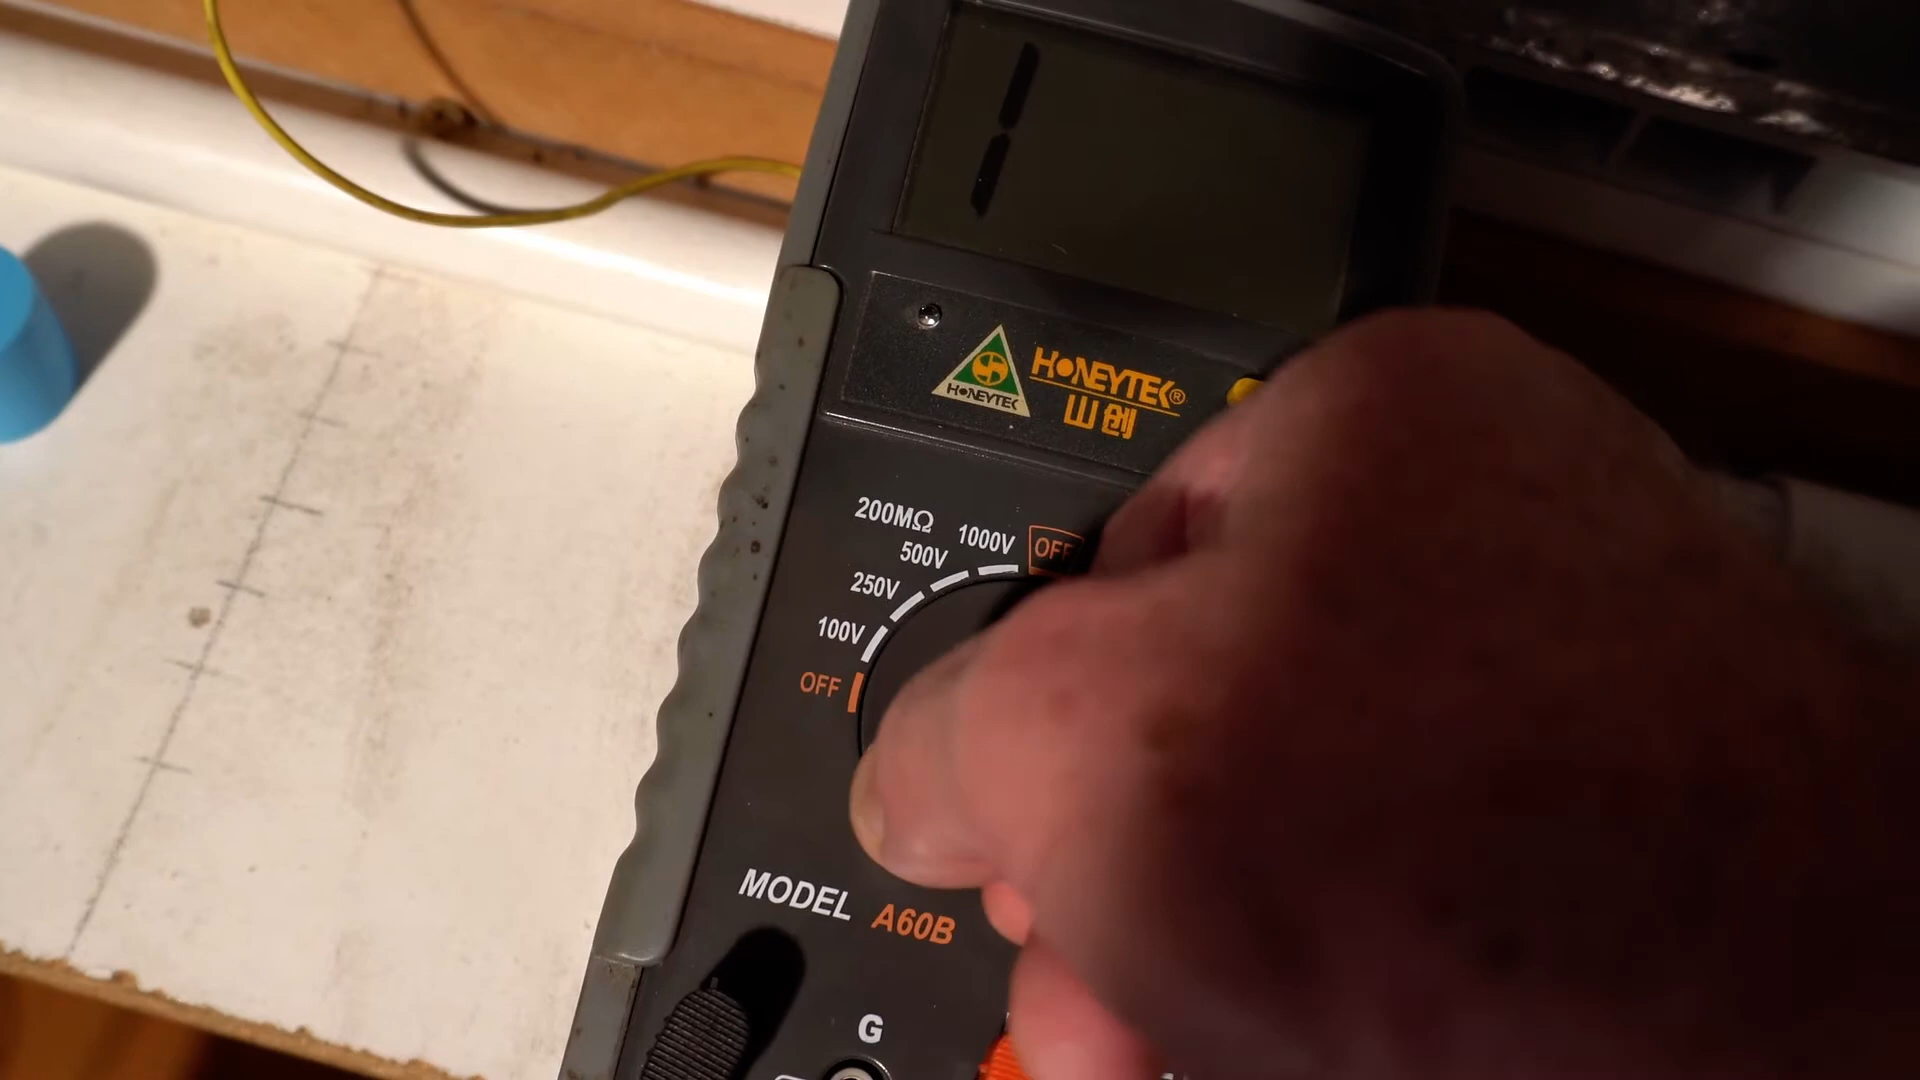 1
HONEYTEK
HONEYTEK®
山创
200MΩ
1000V
OFF
500V
250V
100V
OFF
MODEL A60B
G